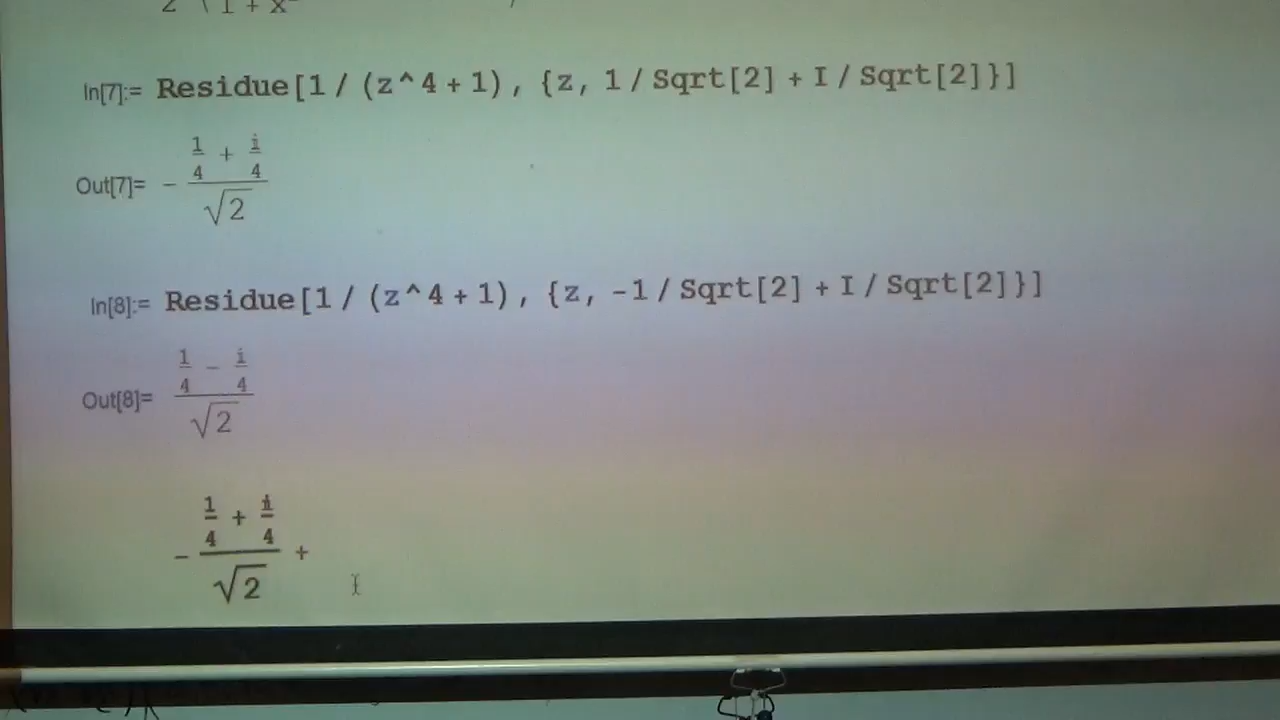 In[7]:= Residue[1 / (z^4 + 1), {z, 1 / Sqrt[2] + I / Sqrt[2]}]
Out[7]= - (1/4 + i/4)/√2
In[8]:= Residue[1 / (z^4 + 1), {z, -1 / Sqrt[2] + I / Sqrt[2]}]
Out[8]= (1/4 - i/4)/√2
- (1/4 + i/4)/√2 +